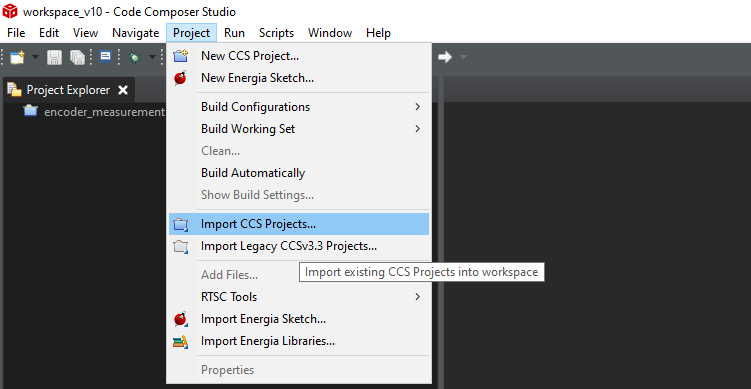 workspace_v10 - Code Composer Studio
File Edit View Navigate Project Run Scripts Window Help
Project Explorer
encoder_measurement
New CCS Project...
New Energia Sketch...
Build Configurations
Build Working Set
Clean...
Build Automatically
Show Build Settings...
Import CCS Projects...
Import Legacy CCSv3.3 Projects...
Import existing CCS Projects into workspace
Add Files...
RTSC Tools
Import Energia Sketch...
Import Energia Libraries...
Properties